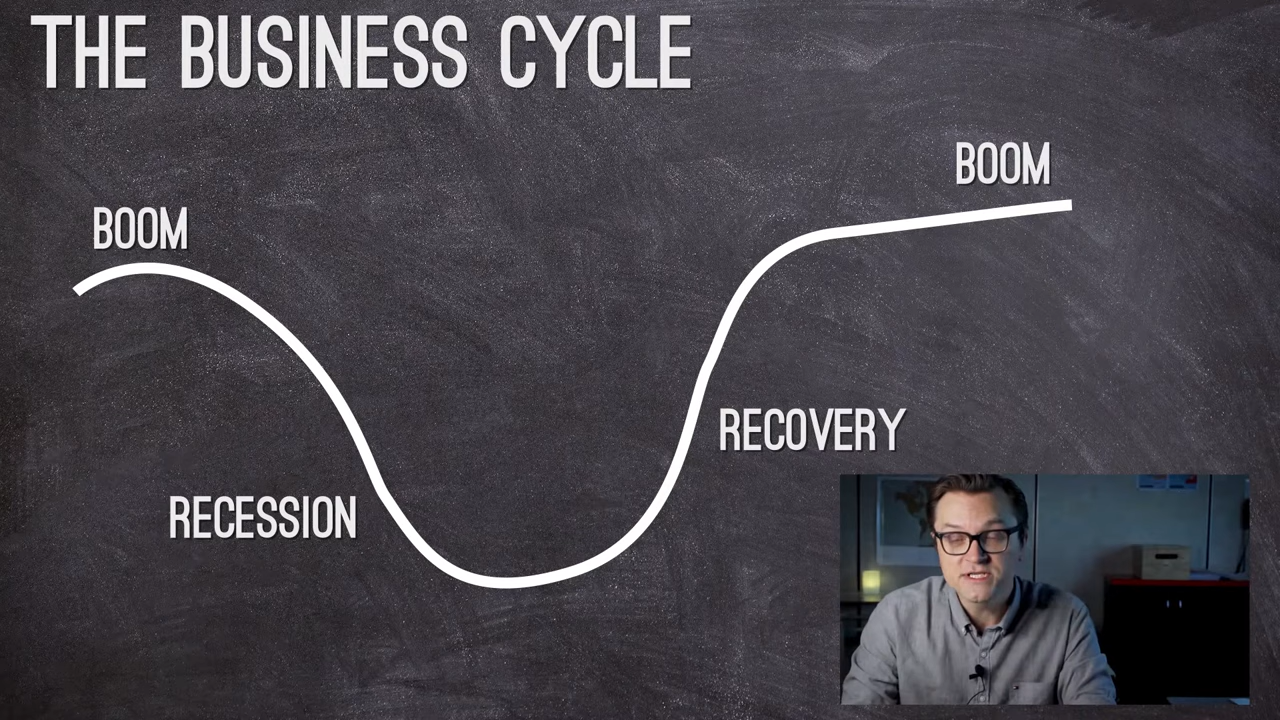 THE BUSINESS CYCLE
BOOM
BOOM
RECOVERY
RECESSION